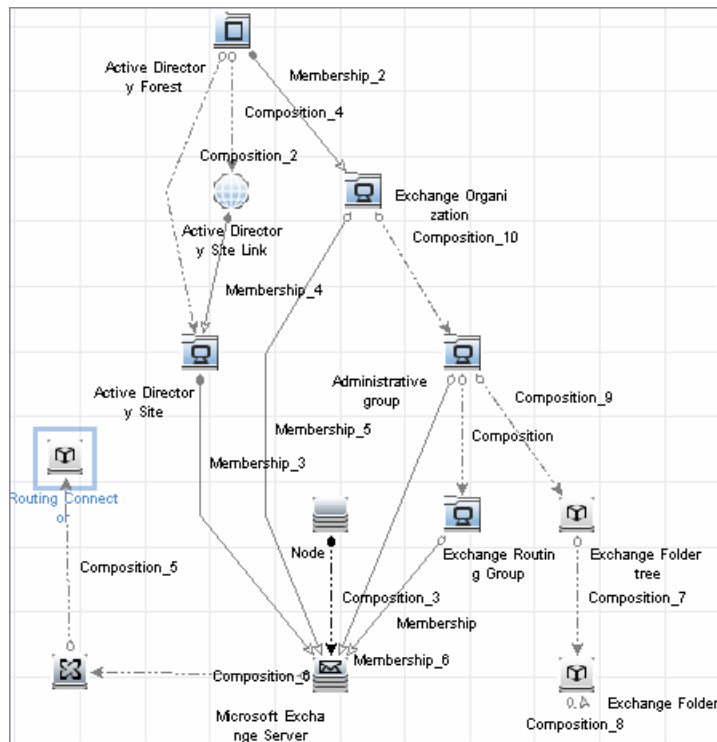 Active Director
y Forest
Membership_2
Composition_4
Composition_2
Exchange Organi
zation
Active Director
y Site Link
Composition_10
Membership_4
Active Director
y Site
Administrative
group
Composition_9
Membership_5
Composition
Membership_3
Routing Connect
or
Node
Exchange Routin
g Group
Exchange Folder
tree
Composition_5
Composition_3
Composition_7
Membership
Membership_6
Composition_6
Microsoft Excha
nge Server
Exchange Folder
Composition_8